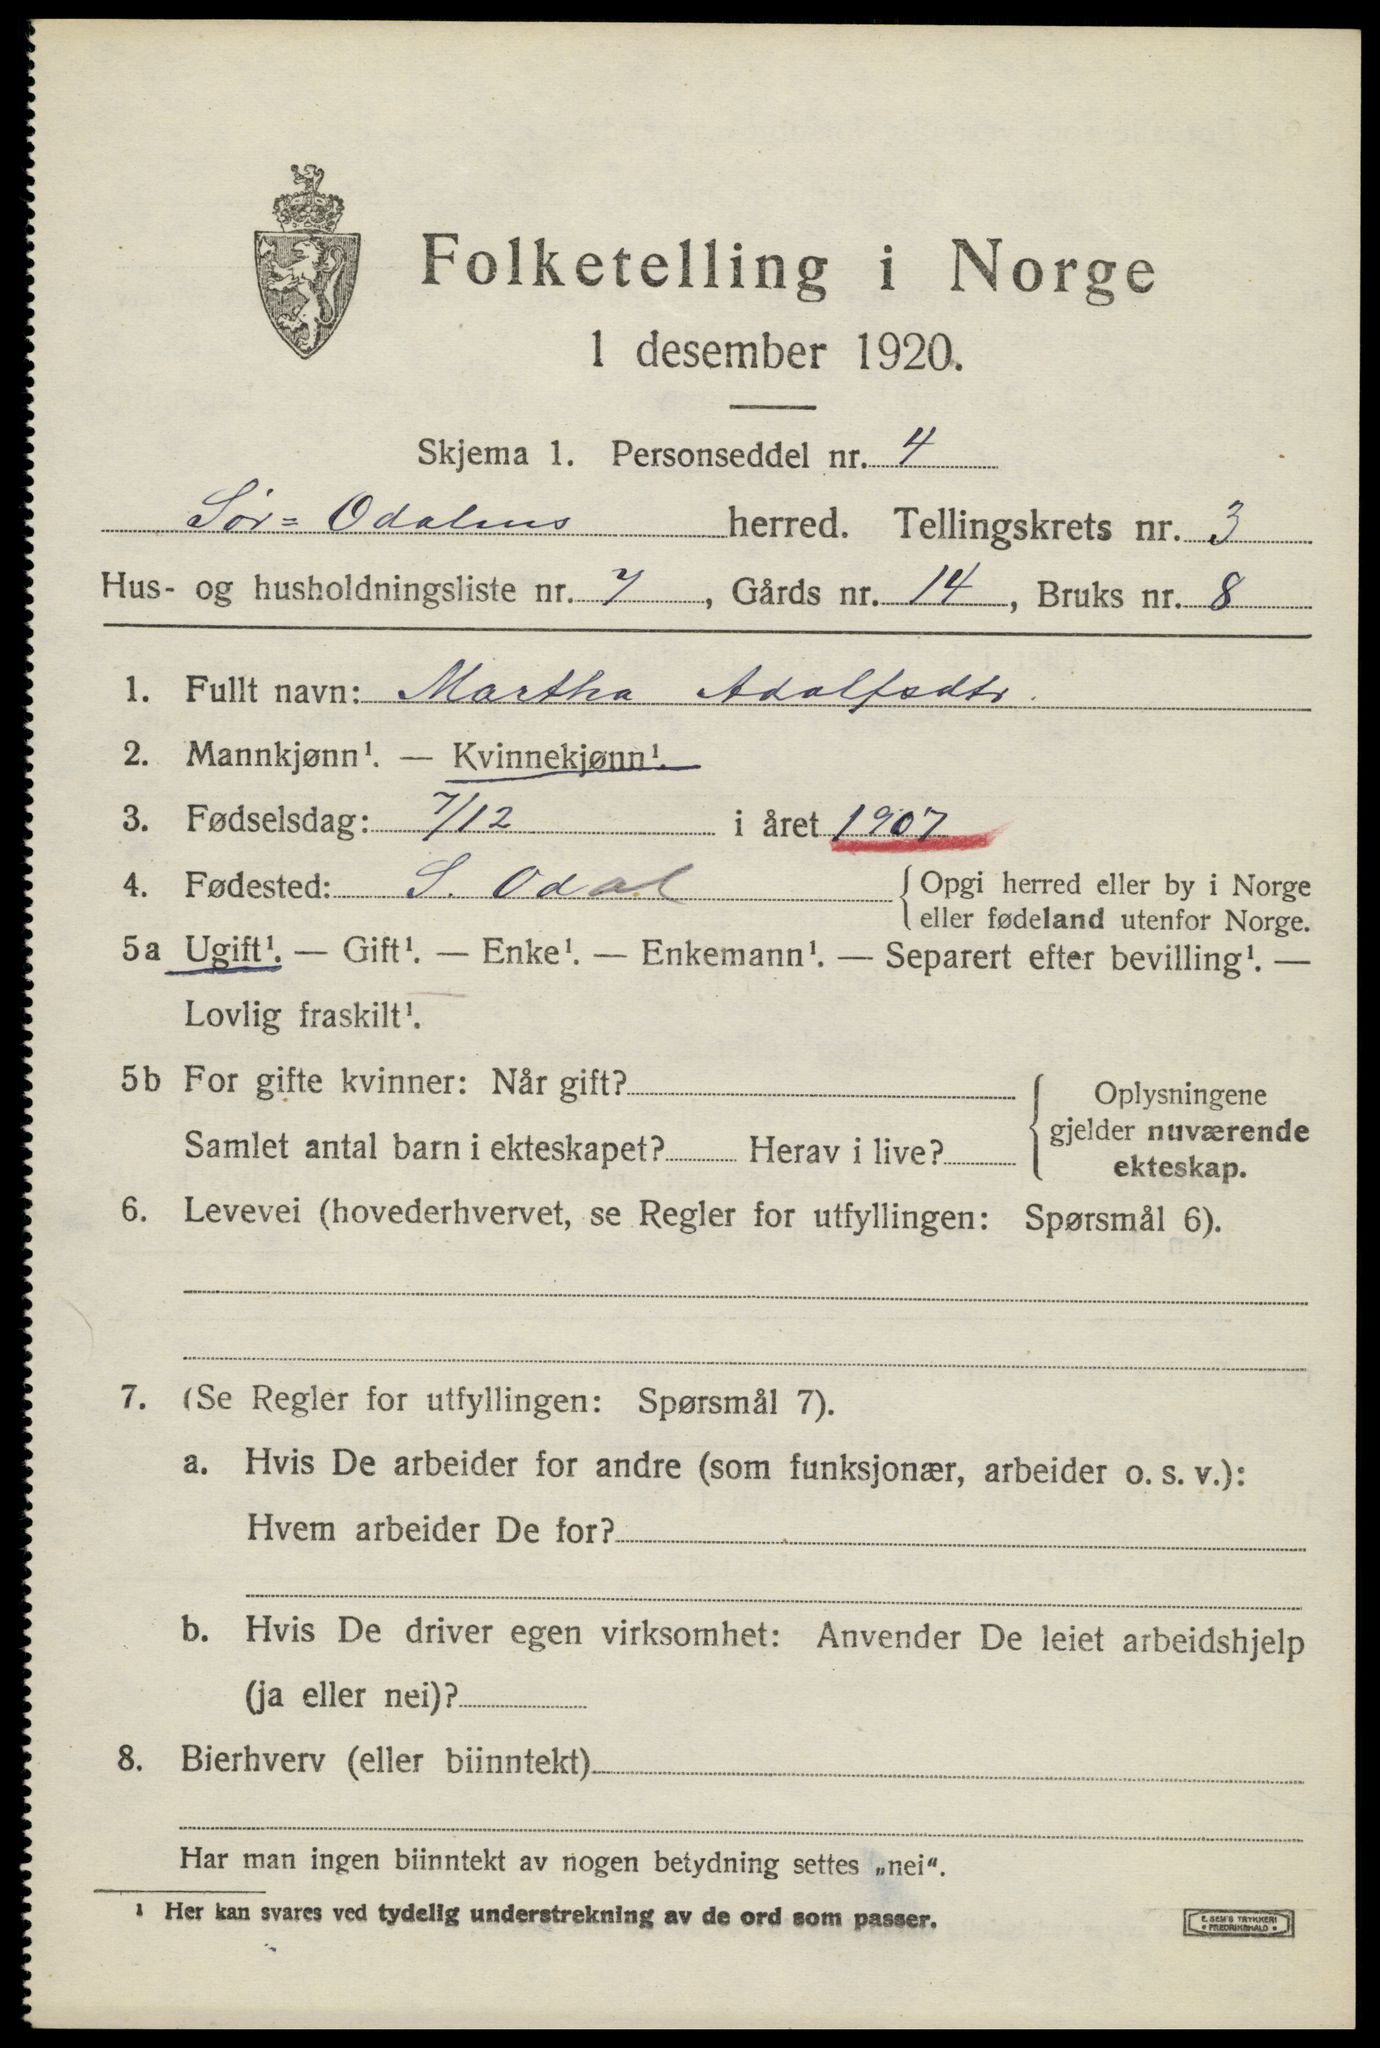 Folketelling i Norge
1 desember 1920.
Skjema 1. Personseddel nr. 4
Sør=Odalens herred. Tellingskrets nr. 3
Hus- og husholdningsliste nr. 7, Gårds nr. 14, Bruks nr. 8
1. Fullt navn: Martha Adolfsdtr.
2. Mannkjønn¹. — Kvinnekjønn¹.
3. Fødselsdag: 7/12 i året 1907
4. Fødested: S. Odal {Opgi herred eller by i Norge
eller fødeland utenfor Norge.
5a Ugift¹. — Gift¹. — Enke¹. — Enkemann¹. — Separert efter bevilling¹. —
Lovlig fraskilt¹.
5b For gifte kvinner: Når gift?
Samlet antal barn i ekteskapet? Herav i live?
Oplysningene
gjelder nuværende
ekteskap.
6. Levevei (hovederhvervet, se Regler for utfyllingen: Spørsmål 6).
7. (Se Regler for utfyllingen: Spørsmål 7).
a. Hvis De arbeider for andre (som funksjonær, arbeider o. s. v.):
Hvem arbeider De for?
b. Hvis De driver egen virksomhet: Anvender De leiet arbeidshjelp
(ja eller nei)?
8. Bierhverv (eller biinntekt)
Har man ingen biinntekt av nogen betydning settes „nei“.
¹ Her kan svares ved tydelig understrekning av de ord som passer.
E. SEM'S TRYKKERI
FREDRIKSHALD